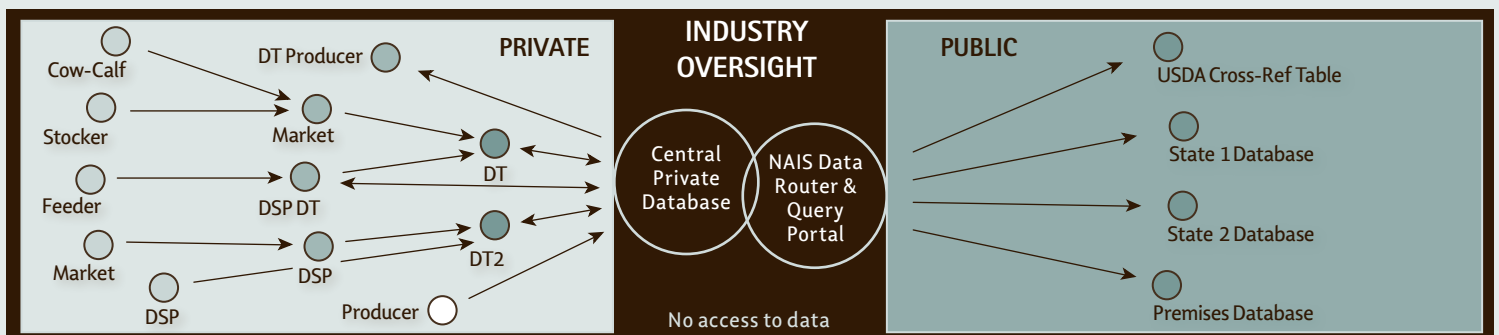 PRIVATE
Cow-Calf
DT Producer
Stocker
Market
DT
Feeder
DSP DT
Market
DSP
DT2
DSP
Producer
INDUSTRY
OVERSIGHT
Central
Private
Database
NAIS Data
Router &
Query
Portal
No access to data
PUBLIC
USDA Cross-Ref Table
State 1 Database
State 2 Database
Premises Database